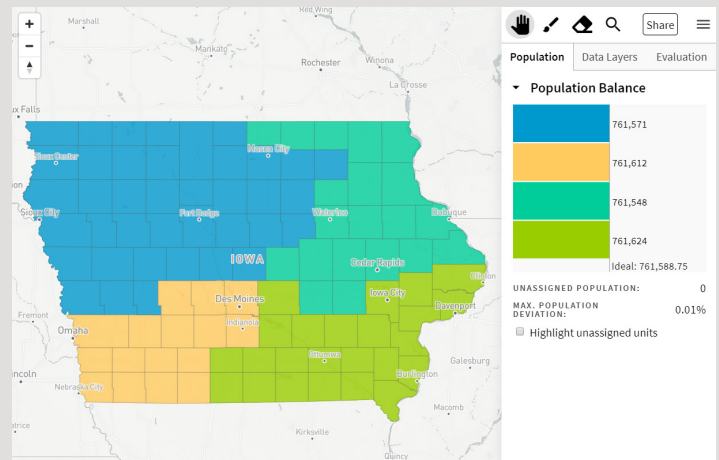 Red Wing
Marshall
Mankato
Rochester
Winona
La Crosse
Sioux Center
Mason City
Sioux City
Fort Dodge
Waterloo
Dubuque
IOWA
Cedar Rapids
Clinton
Des Moines
Iowa City
Davenport
Fremont
Omaha
Indianola
Ottumwa
Galesburg
Burlington
ncoln
Nebraska City
Macomb
atrice
Kirksville
Quincy
Share
Population
Data Layers
Evaluation
Population Balance
761,571
761,612
761,548
761,624
Ideal: 761,588.75
UNASSIGNED POPULATION:
0
MAX. POPULATION
DEVIATION:
0.01%
Highlight unassigned units